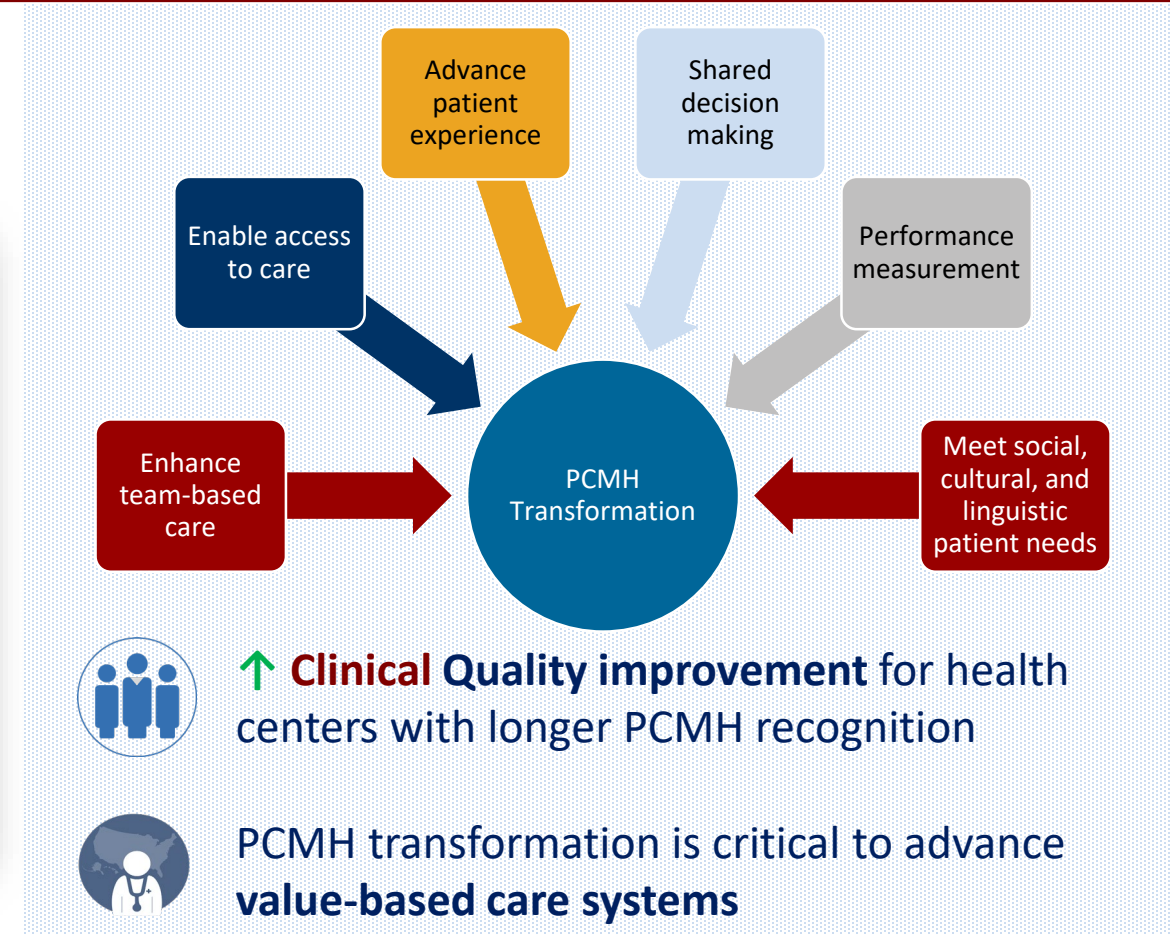 Advance
patient
experience
Shared
decision
making
Enable access
to care
Performance
measurement
Enhance
team-based
care
PCMH
Transformation
Meet social,
cultural, and
linguistic
patient needs
↑ Clinical Quality improvement for health
centers with longer PCMH recognition
PCMH transformation is critical to advance
value-based care systems